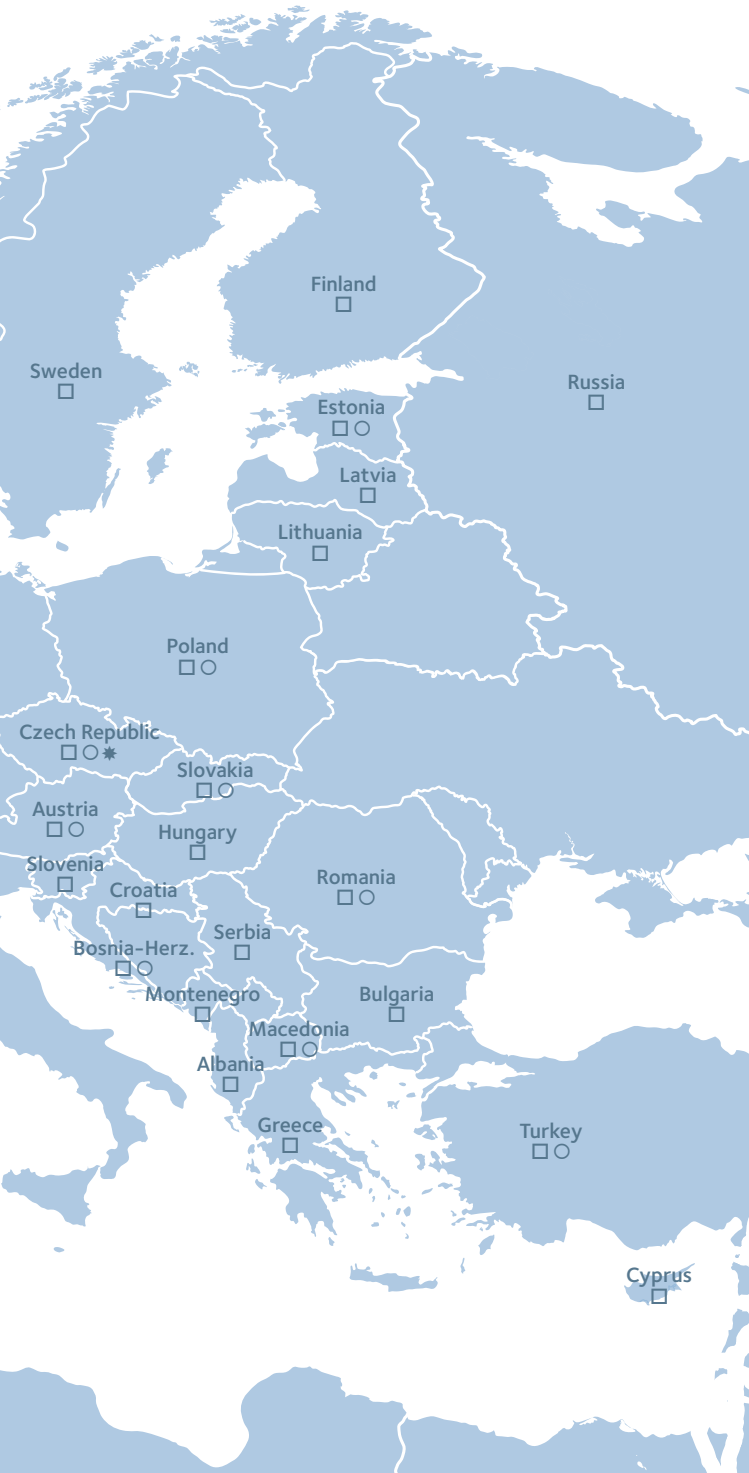 Finland
Sweden
Russia
Estonia
Latvia
Lithuania
Poland
Czech Republic
Slovakia
Austria
Hungary
Slovenia
Romania
Croatia
Serbia
Bosnia-Herz.
Montenegro
Bulgaria
Macedonia
Albania
Greece
Turkey
Cyprus